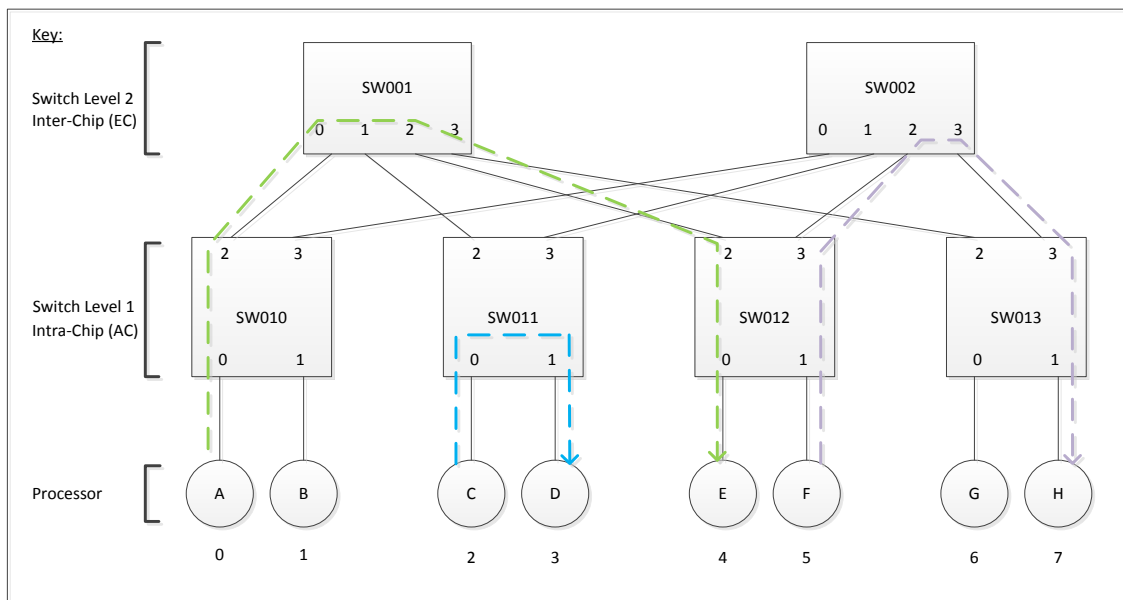 Key:
Switch Level 2
Inter-Chip (EC)
SW001
0 1 2 3
SW002
0 1 2 3
Switch Level 1
Intra-Chip (AC)
2 3
SW010
0 1
2 3
SW011
0 1
2 3
SW012
0 1
2 3
SW013
0 1
Processor
A B C D E F G H
0 1 2 3 4 5 6 7